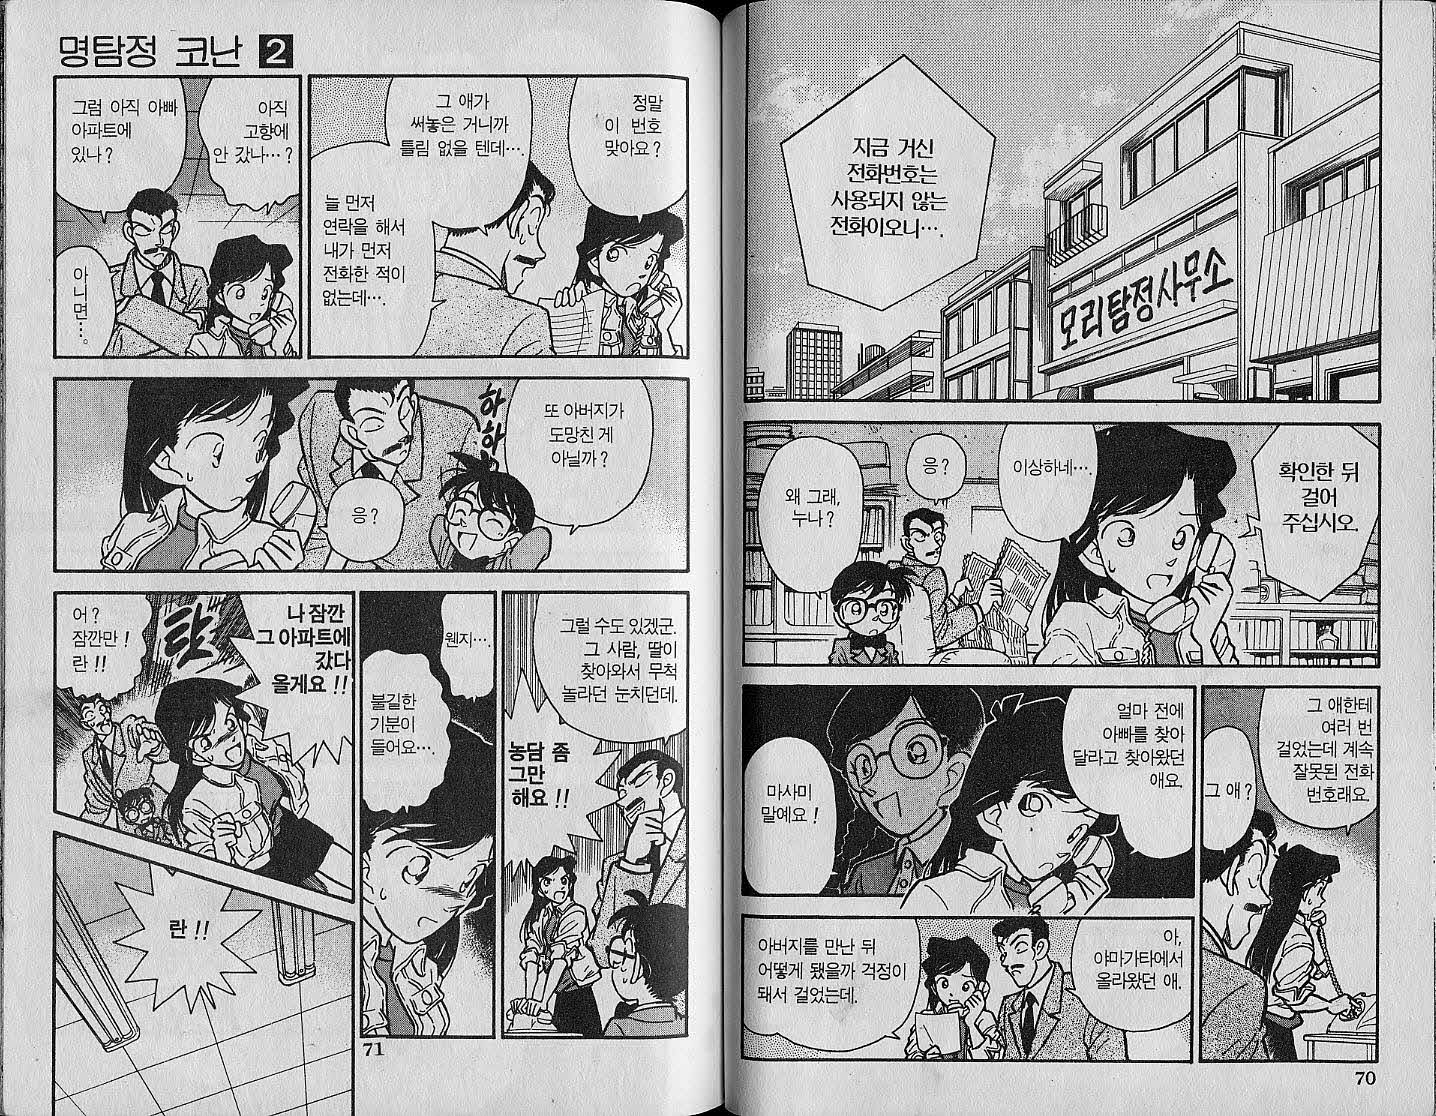 지금 거신
전화번호는
사용되지 않는
전화이오니….
모리탐정사무소
확인한 뒤
걸어
주십시오.
이상하네….
응?
왜 그래,
누나?
그 애한테
여러 번
걸었는데 계속
잘못된 전화
번호래요.
그 애?
얼마 전에
아빠를 찾아
달라고 찾아왔던
애요.
마사미
말예요!
아,
야마가타에서
올라왔던 애.
아버지를 만난 뒤
어떻게 됐을까 걱정이
돼서 걸었는데.
70
명탐정 코난 2
정말
이 번호
맞아요?
그 애가
써놓은 거니까
틀림 없을 텐데….
늘 먼저
연락을 해서
내가 먼저
전화한 적이
없는데….
아직
고향에
안 갔나…?
그럼 아직 아빠
아파트에
있나?
아니면….
또 아버지가
도망친 게
아닐까?
하하
응?
그럴 수도 있겠군.
그 사람, 딸이
찾아와서 무척
놀라던 눈치던데.
농담 좀
그만
해요!!
웬지….
불길한
기분이
들어요….
나 잠깐
그 아파트에
갔다
올게요!!
탓
어?
잠깐만!
란!!
란!!
71